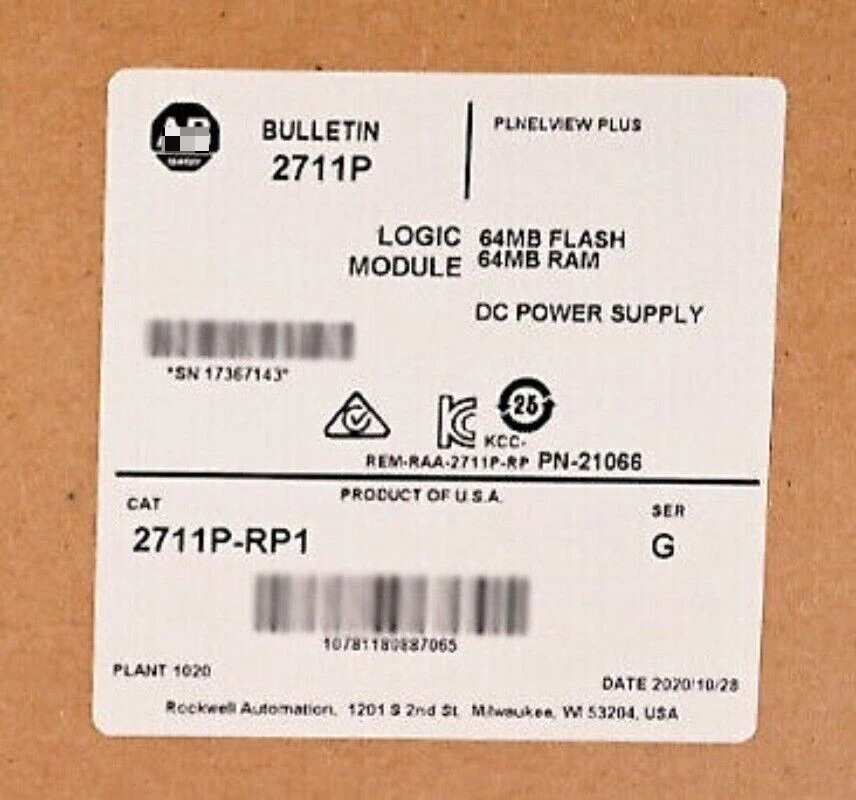 BULLETIN
2711P
PLNELVIEW PLUS
LOGIC MODULE
64MB FLASH
64MB RAM
DC POWER SUPPLY
*SN 17367143*
25
KCC-
REM-RAA-2711P-RP PN-21066
PRODUCT OF U.S.A.
CAT
2711P-RP1
SER
G
10781180887065
PLANT 1020
DATE 2020/10/28
Rockwell Automation, 1201 S 2nd St. Milwaukee, WI 53204, USA